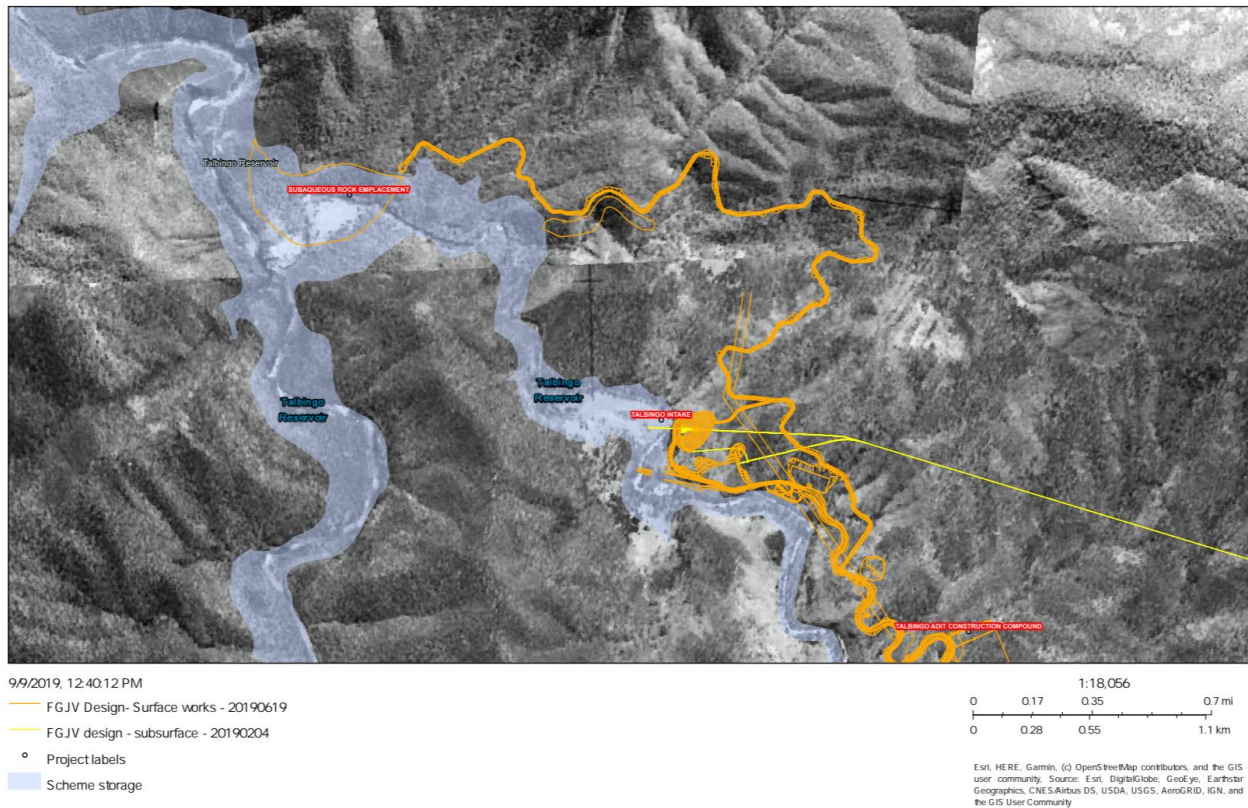 Talbingo Reservoir
SUBAQUEOUS ROCK EMPLACEMENT
Talbingo
Reservoir
Talbingo
Reservoir
TALBINGO INTAKE
TALBINGO ADIT CONSTRUCTION COMPOUND
9/9/2019, 12:40:12 PM
FGJV Design- Surface works - 20190619
FGJV design - subsurface - 20190204
Project labels
Scheme storage
1:18,056
0 0.17 0.35 0.7 mi
0 0.28 0.55 1.1 km
Esri, HERE, Garmin, (c) OpenStreetMap contributors, and the GIS
user community, Source: Esri, DigitalGlobe, GeoEye, Earthstar
Geographics, CNES/Airbus DS, USDA, USGS, AeroGRID, IGN, and
the GIS User Community